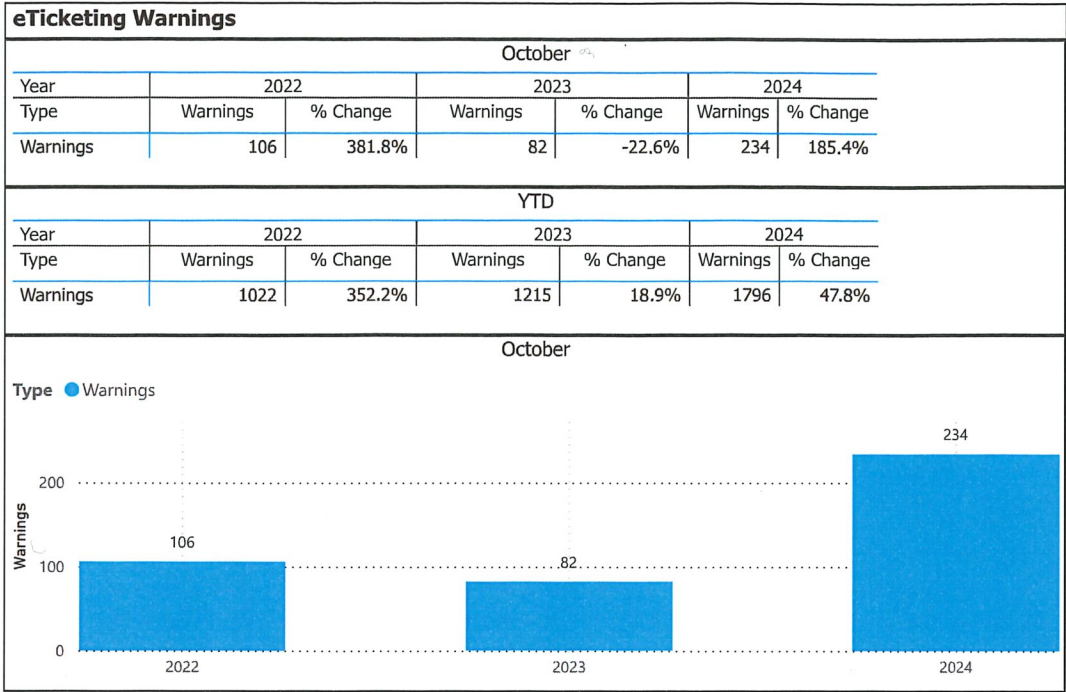 eTicketing Warnings
October
Year 2022 2023 2024
Type Warnings % Change Warnings % Change Warnings % Change
Warnings 106 381.8% 82 -22.6% 234 185.4%
YTD
Year 2022 2023 2024
Type Warnings % Change Warnings % Change Warnings % Change
Warnings 1022 352.2% 1215 18.9% 1796 47.8%
October
Type Warnings
234
200
106
82
100
0
Warnings
2022 2023 2024